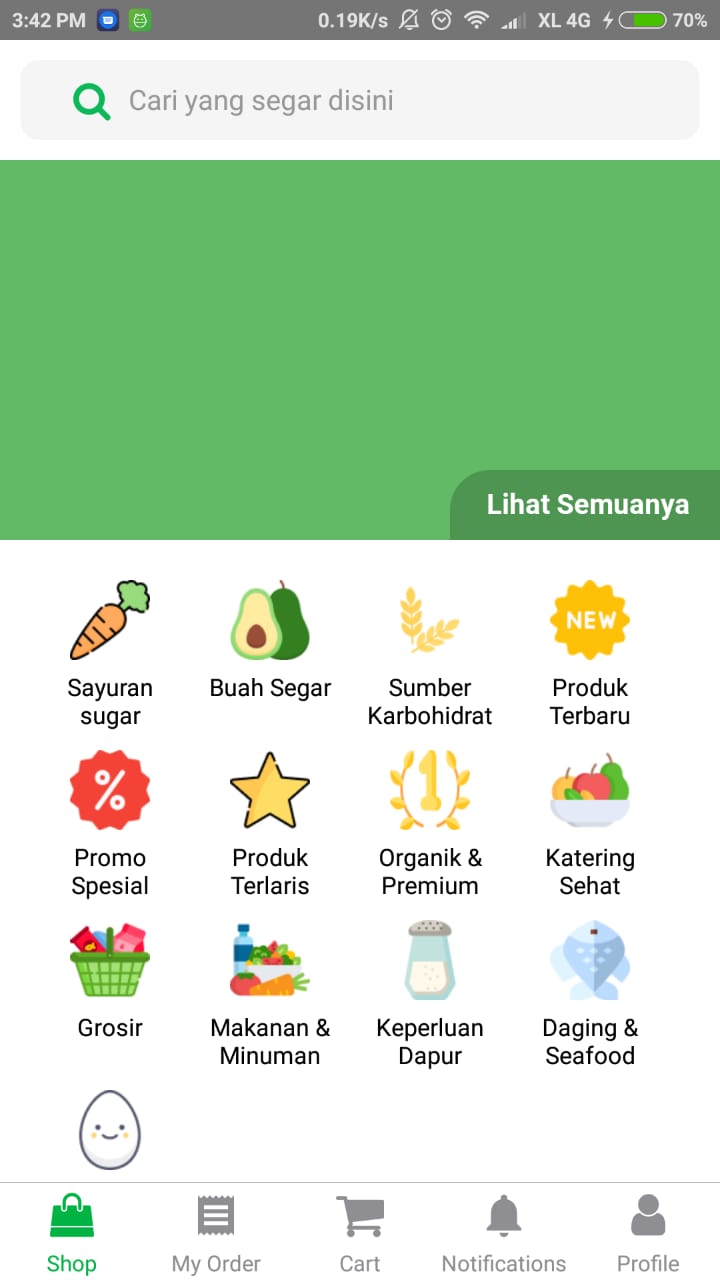 3:42 PM 0.19K/s XL 4G 70%
Cari yang segar disini
Lihat Semuanya
Sayuran
sugar
Buah Segar
Sumber
Karbohidrat
NEW
Produk
Terbaru
%
Promo
Spesial
Produk
Terlaris
1
Organik &
Premium
Katering
Sehat
Grosir
Makanan &
Minuman
Keperluan
Dapur
Daging &
Seafood
Shop
My Order
Cart
Notifications
Profile